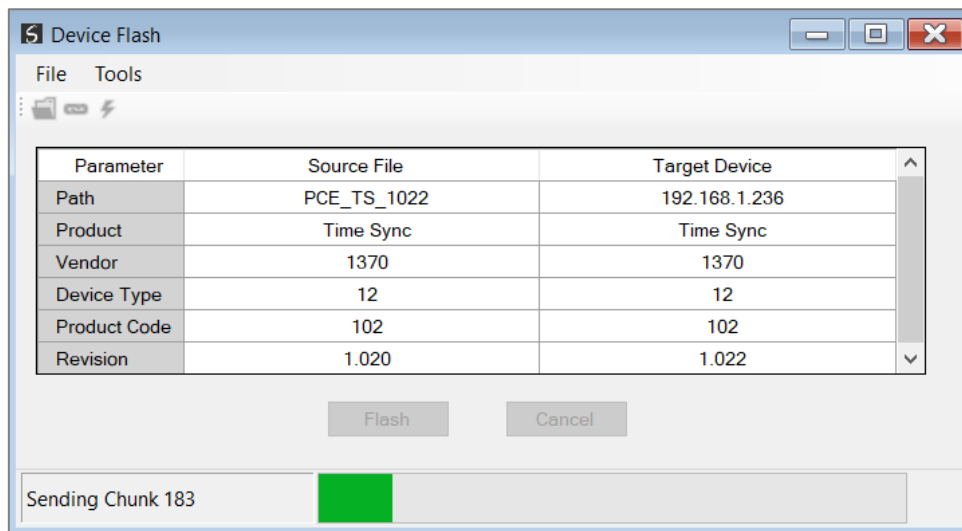 Device Flash
File Tools
Parameter Source File Target Device
Path PCE_TS_1022 192.168.1.236
Product Time Sync Time Sync
Vendor 1370 1370
Device Type 12 12
Product Code 102 102
Revision 1.020 1.022
Flash Cancel
Sending Chunk 183